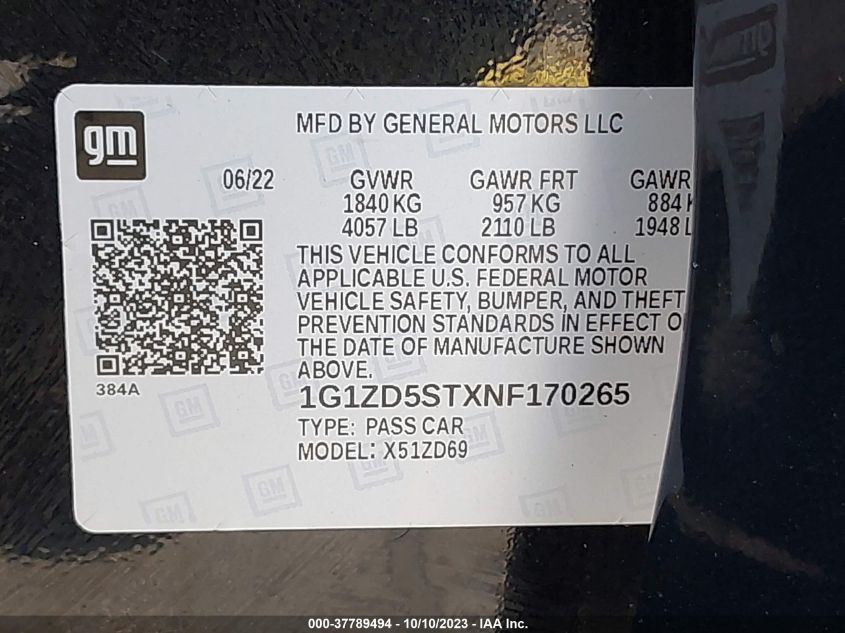 gm
MFD BY GENERAL MOTORS LLC
06/22 GVWR GAWR FRT GAWR
1840 KG 957 KG 884
4057 LB 2110 LB 1948 L
THIS VEHICLE CONFORMS TO ALL
APPLICABLE U.S. FEDERAL MOTOR
VEHICLE SAFETY, BUMPER, AND THEFT
PREVENTION STANDARDS IN EFFECT O
THE DATE OF MANUFACTURE SHOWN
ABOVE.
384A
1G1ZD5STXNF170265
TYPE: PASS CAR
MODEL: X51ZD69
000-37789494 - 10/10/2023 - IAA Inc.